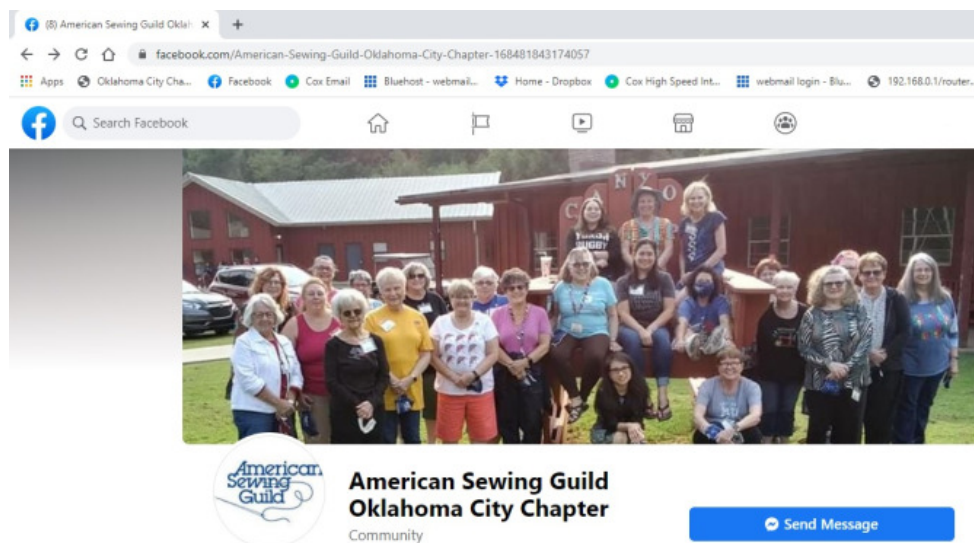 (8) American Sewing Guild Oklah
facebook.com/American-Sewing-Guild-Oklahoma-City-Chapter-168481843174057
Apps Oklahoma City Cha... Facebook Cox Email Bluehost - webmail... Home - Dropbox Cox High Speed Int... webmail login - Blu... 192.168.0.1/router..
Search Facebook
CANYO
RUGBY
American
Sewing
Guild
American Sewing Guild
Oklahoma City Chapter
Community
Send Message